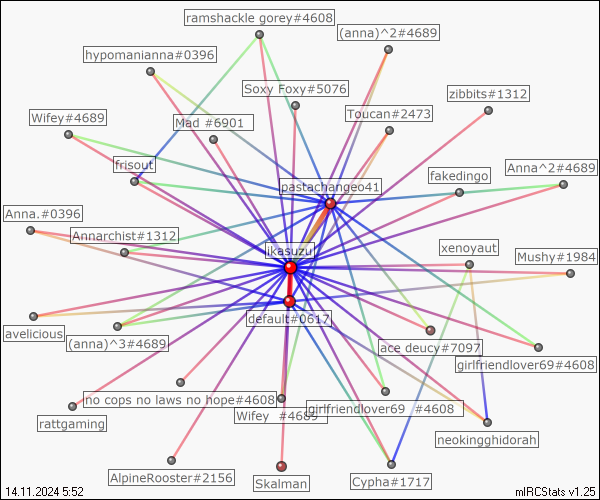 ramshackle gorey#4608
(anna)^2#4689
hypomanianna#0396
Soxy Foxy#5076
zibbits#1312
Wifey#4689
Mad #6901
Toucan#2473
frisout
pastachangeo41
fakedingo
Anna^2#4689
Anna.#0396
Annarchist#1312
ikasuzu
xenoyaut
Mushy#1984
default#0617
avelicious
(anna)^3#4689
ace deucy#7097
girlfriendlover69#4608
no cops no laws no hope#4608
Wifey #4689
girlfriendlover69 #4608
rattgaming
neokingghidorah
AlpineRooster#2156
Skalman
Cypha#1717
14.11.2024 5:52
mIRCStats v1.25